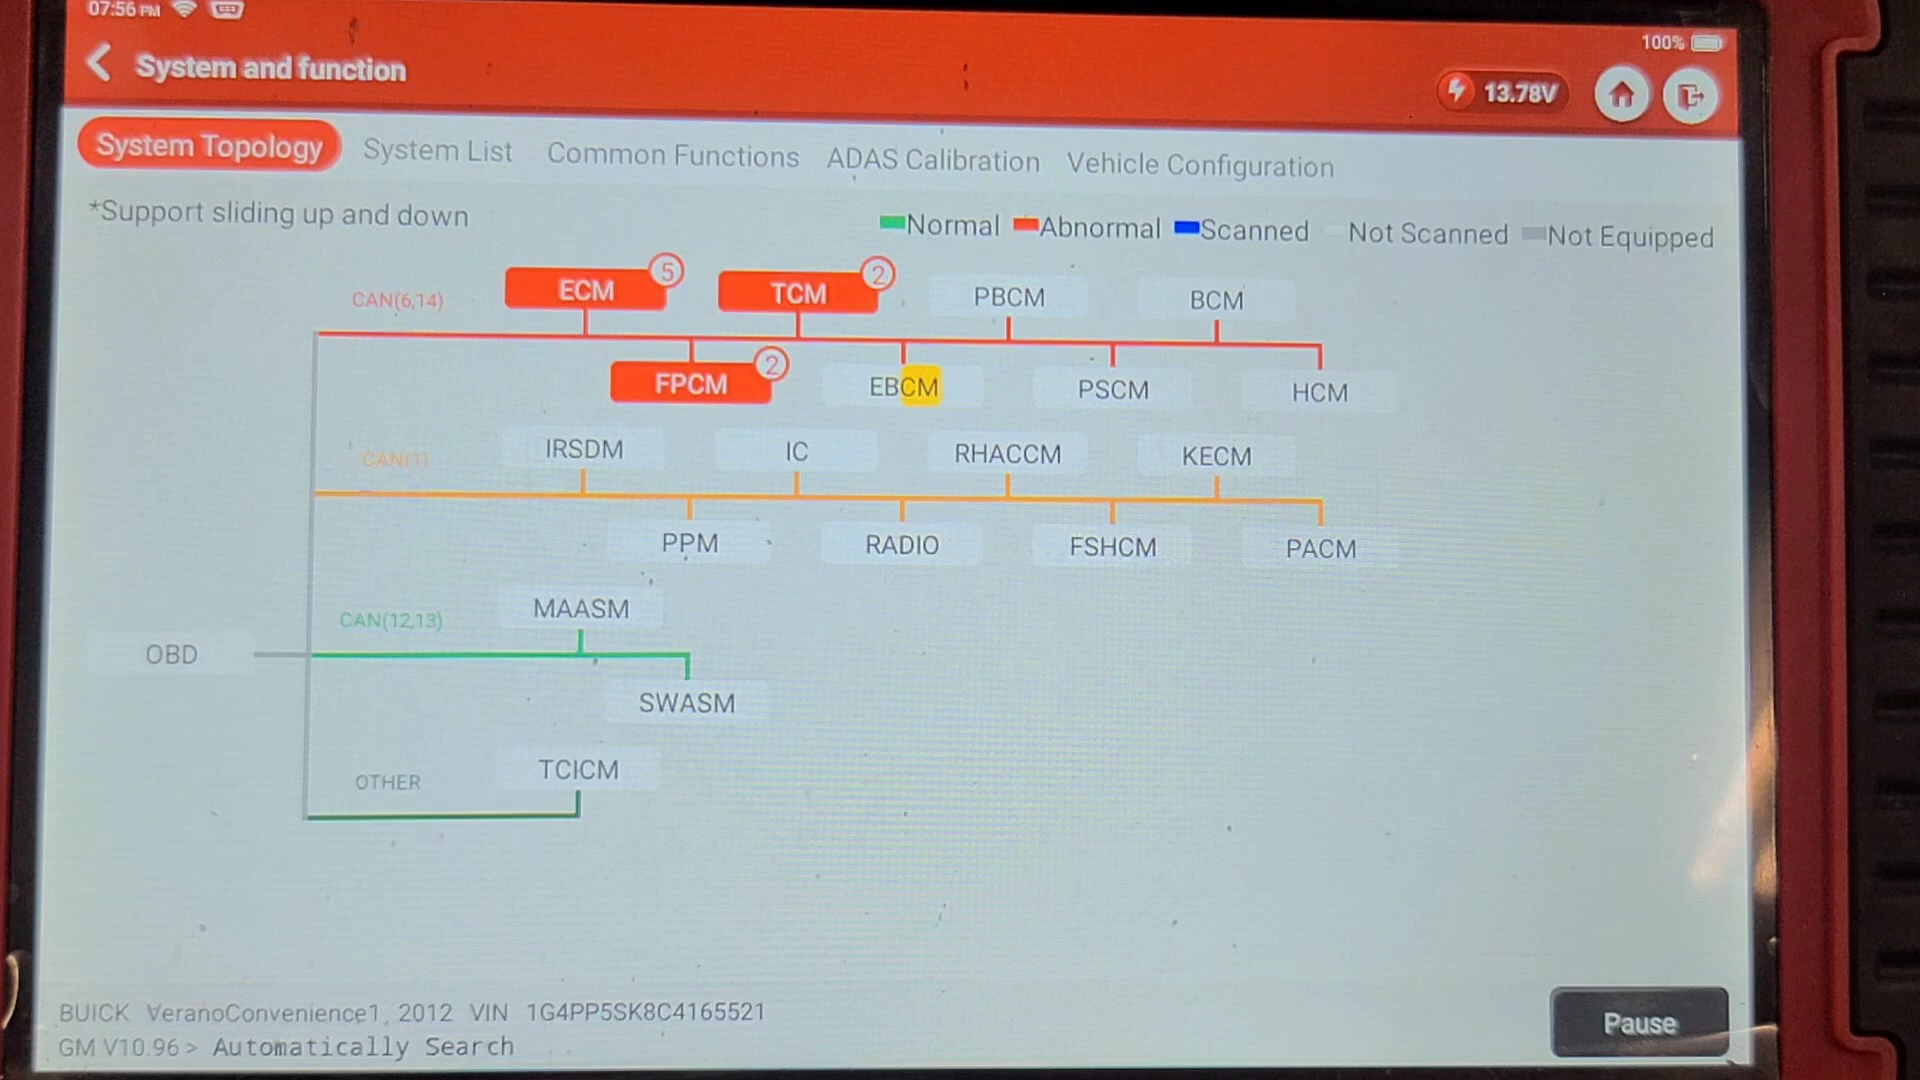 07:56 PM
100%
System and function
13.78V
System Topology System List Common Functions ADAS Calibration Vehicle Configuration
*Support sliding up and down
Normal Abnormal Scanned Not Scanned Not Equipped
CAN(6,14) ECM 5 TCM 2 PBCM BCM
FPCM 2 EBCM PSCM HCM
CAN(1) IRSDM IC RHACCM KECM
PPM RADIO FSHCM PACM
CAN(12,13) MAASM
OBD
SWASM
OTHER TCICM
BUICK VeranoConvenience1, 2012 VIN 1G4PP5SK8C4165521
GM V10.96 > Automatically Search
Pause